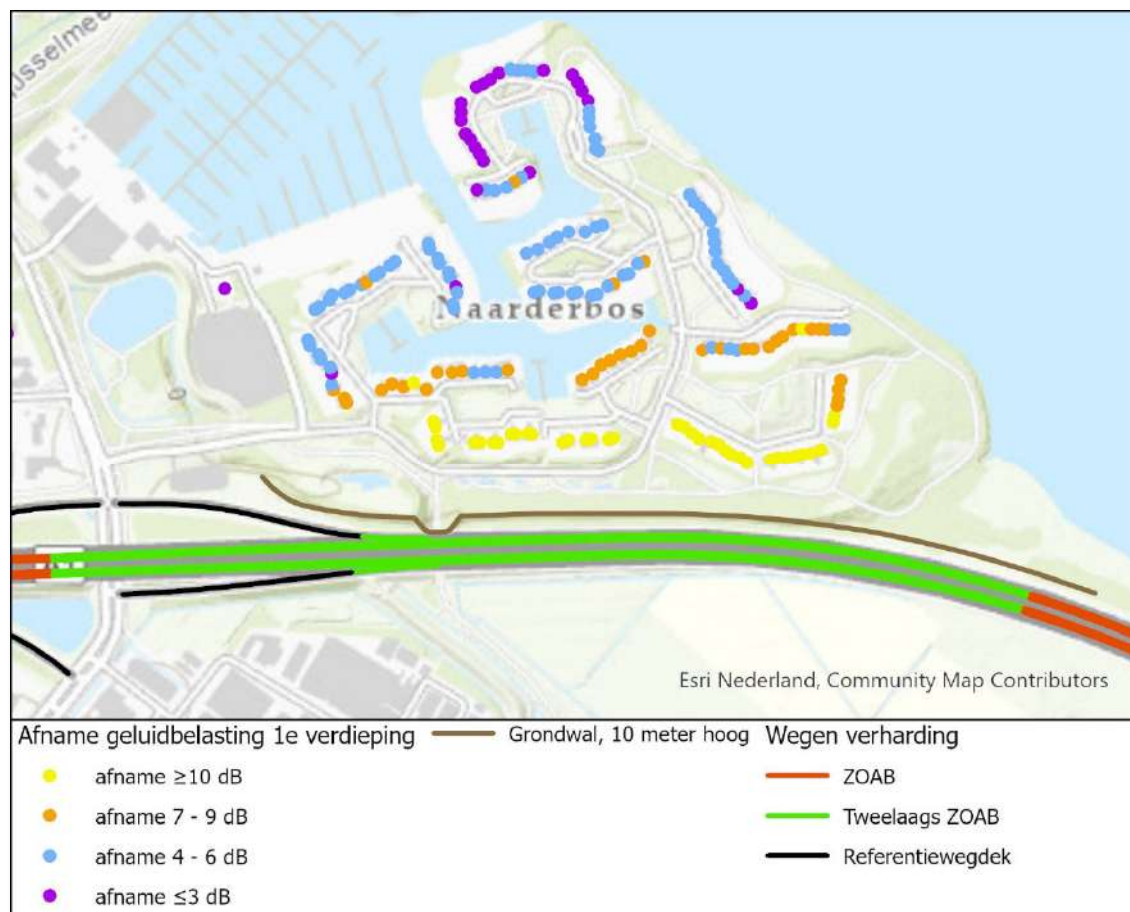 IJsselmee
Naarderbos
Esri Nederland, Community Map Contributors
Afname geluidbelasting 1e verdieping
Grondwal, 10 meter hoog
Wegen verharding
afname ≥10 dB
ZOAB
afname 7 - 9 dB
Tweelaags ZOAB
afname 4 - 6 dB
Referentiewegdek
afname ≤3 dB